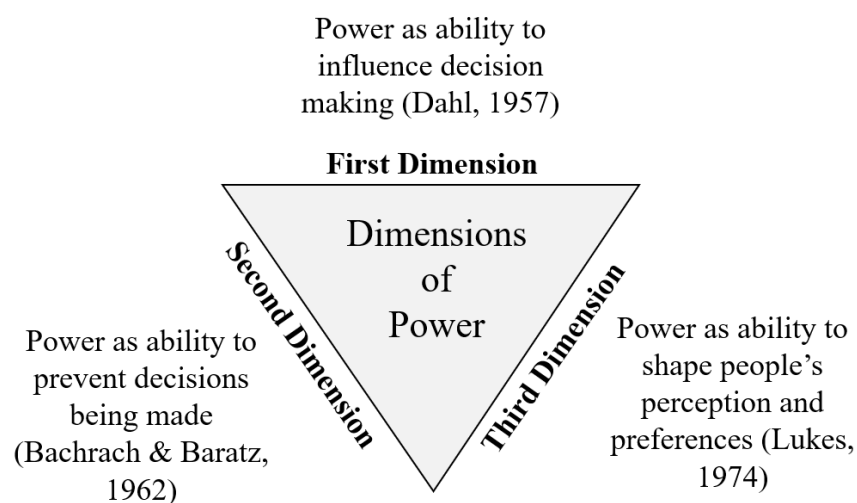 Power as ability to
influence decision
making (Dahl, 1957)
First Dimension
Dimensions
of
Power
Second Dimension
Third Dimension
Power as ability to
prevent decisions
being made
(Bachrach & Baratz,
1962)
Power as ability to
shape people’s
perception and
preferences (Lukes,
1974)